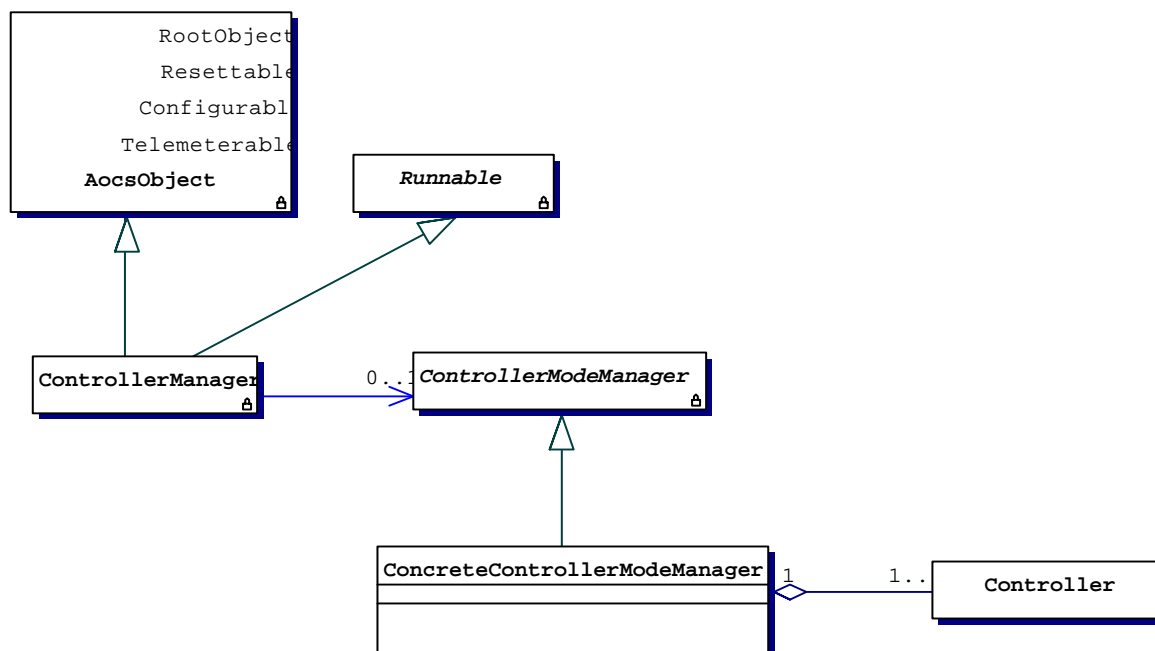 RootObject
Resettable
Configurabl
Telemeterable
AocsObject
Runnable
ControllerManager
0..1
ControllerModeManager
ConcreteControllerModeManager
1
1..
Controller